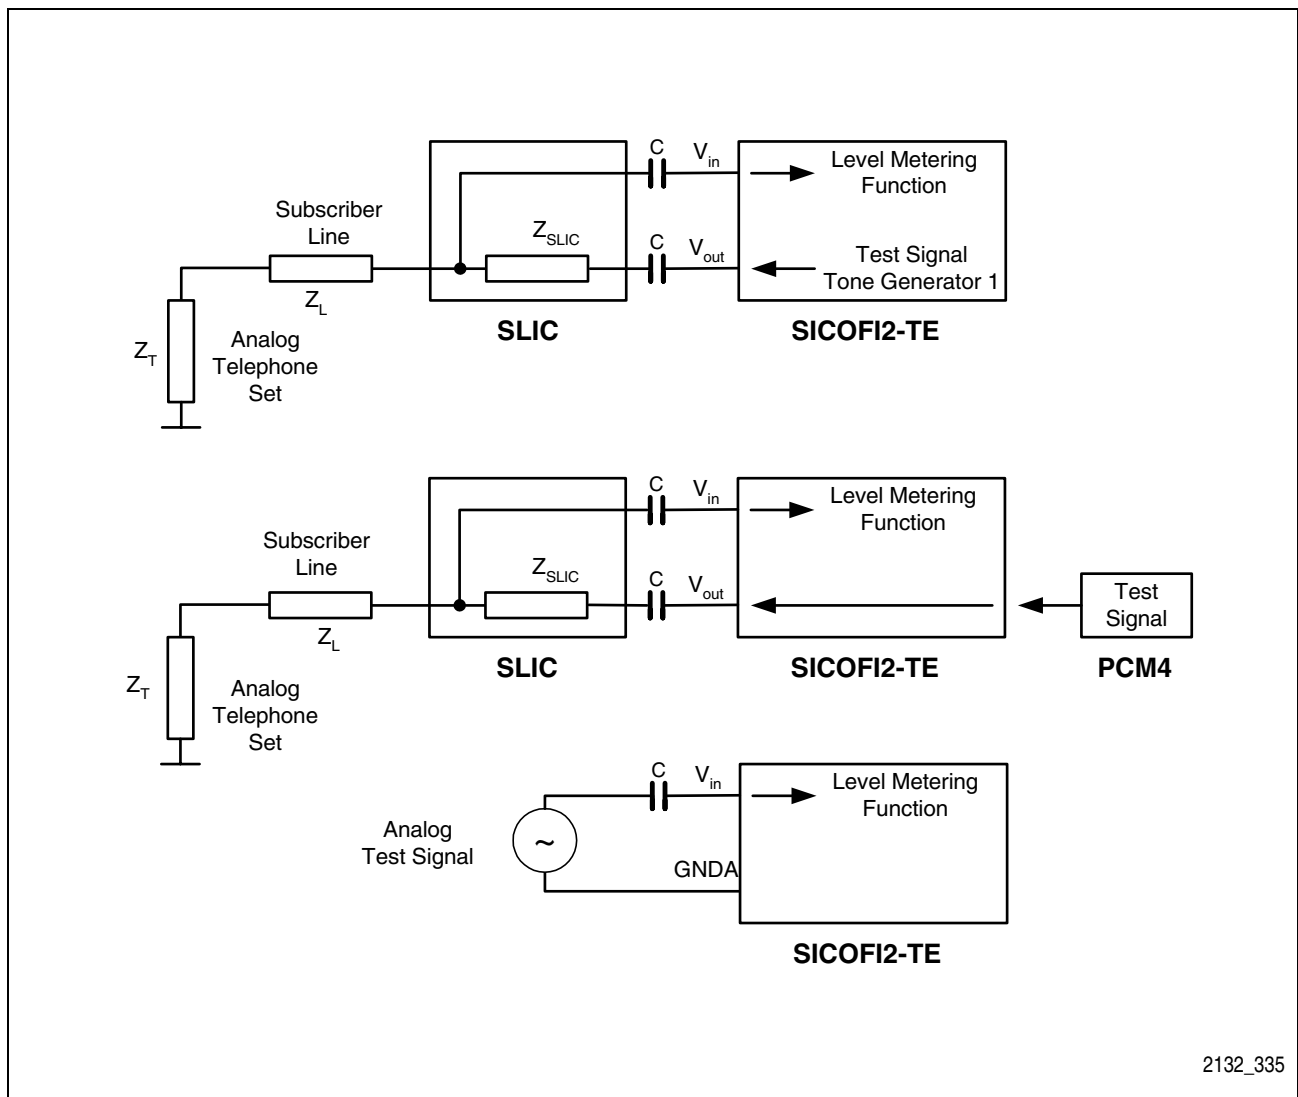 C
V_in
Level Metering
Function
Subscriber
Line
Z_SLIC
C
V_out
Test Signal
Tone Generator 1
Z_L
SLIC
SICOFI2-TE
Z_T
Analog
Telephone
Set
C
V_in
Level Metering
Function
Subscriber
Line
Z_SLIC
C
V_out
Test
Signal
Z_L
SLIC
SICOFI2-TE
PCM4
Z_T
Analog
Telephone
Set
C
V_in
Level Metering
Function
Analog
Test Signal
~
GNDA
SICOFI2-TE
2132_335